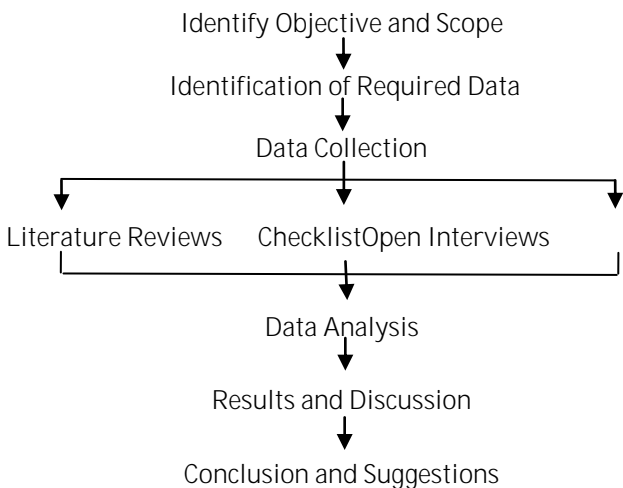 Identify Objective and Scope
Identification of Required Data
Data Collection
Literature Reviews ChecklistOpen Interviews
Data Analysis
Results and Discussion
Conclusion and Suggestions